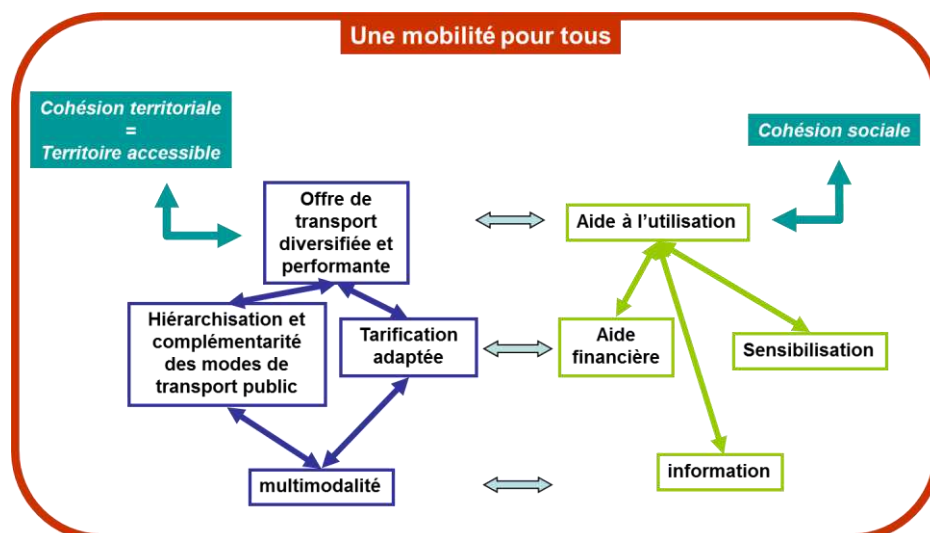 Une mobilité pour tous
Cohésion territoriale
=
Territoire accessible
Cohésion sociale
Offre de
transport
diversifiée et
performante
Aide à l'utilisation
Hiérarchisation et
complémentarité
des modes de
transport public
Tarification
adaptée
Aide
financière
Sensibilisation
multimodalité
information